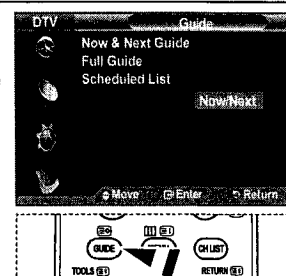 DTV Guide
Now & Next Guide
Full Guide
Scheduled List
Now/Next
Move Enter Return
GUIDE CH LIST
TOOLS RETURN